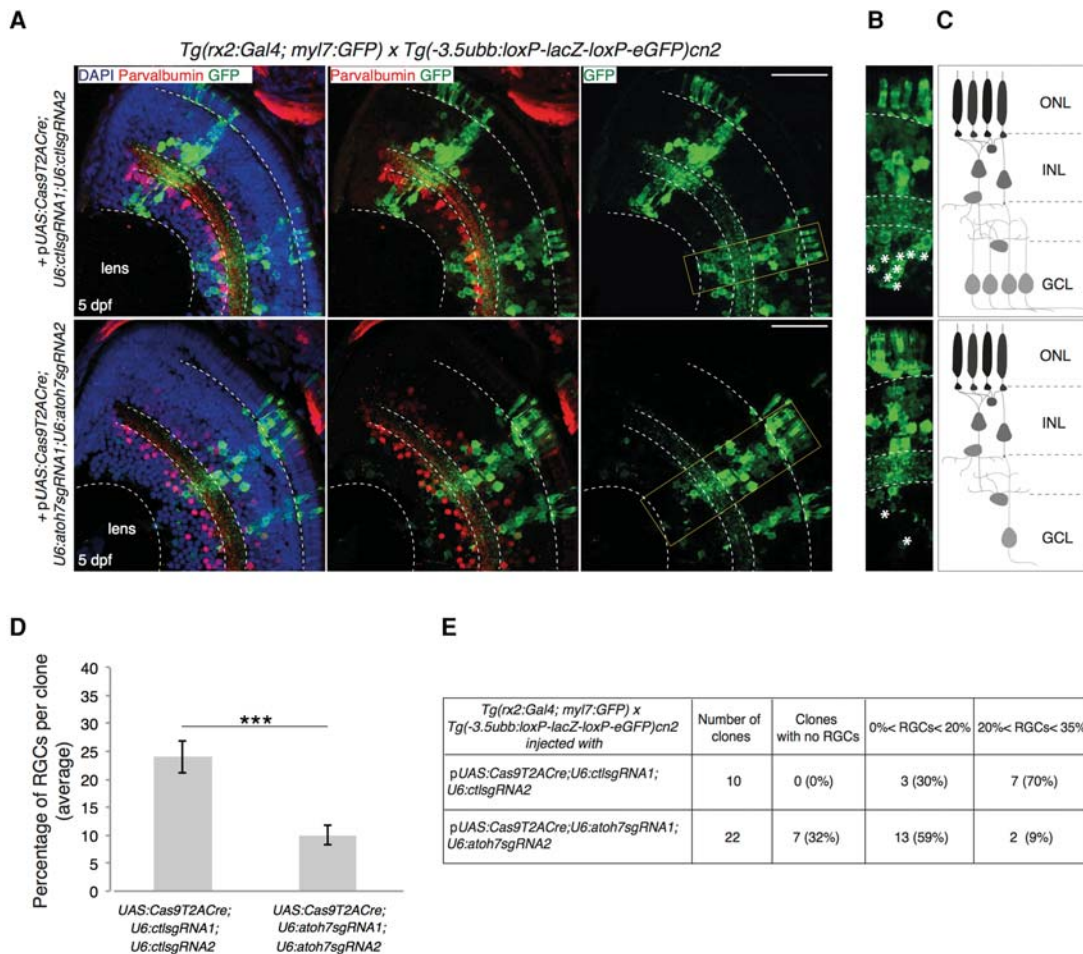 A
B
C
Tg(rx2:Gal4; myl7:GFP) x Tg(-3.5ubb:loxP-lacZ-loxP-eGFP)cn2
DAPI Parvalbumin GFP
Parvalbumin GFP
GFP
+ pUAS:Cas9T2ACre;
U6:ctlsgRNA1;U6:ctlsgRNA2
lens
5 dpf
* * * * * * * *
ONL
INL
GCL
+pUAS:Cas9T2ACre;
U6:atoh7sgRNA1;U6:atoh7sgRNA2
lens
5 dpf
*
*
ONL
INL
GCL
D
Percentage of RGCs per clone
(average)
40
35
30
25
20
15
10
5
0
***
UAS:Cas9T2ACre;
U6:ctlsgRNA1;
U6:ctlsgRNA2
UAS:Cas9T2ACre;
U6:atoh7sgRNA1;
U6:atoh7sgRNA2
E
Tg(rx2:Gal4; myl7:GFP) x
Tg(-3.5ubb:loxP-lacZ-loxP-eGFP)cn2
injected with
Number of
clones
Clones
with no RGCs
0%< RGCs< 20%
20%< RGCs< 35%
pUAS:Cas9T2ACre;U6:ctlsgRNA1;
U6:ctlsgRNA2
10
0 (0%)
3 (30%)
7 (70%)
pUAS:Cas9T2ACre;U6:atoh7sgRNA1;
U6:atoh7sgRNA2
22
7 (32%)
13 (59%)
2 (9%)